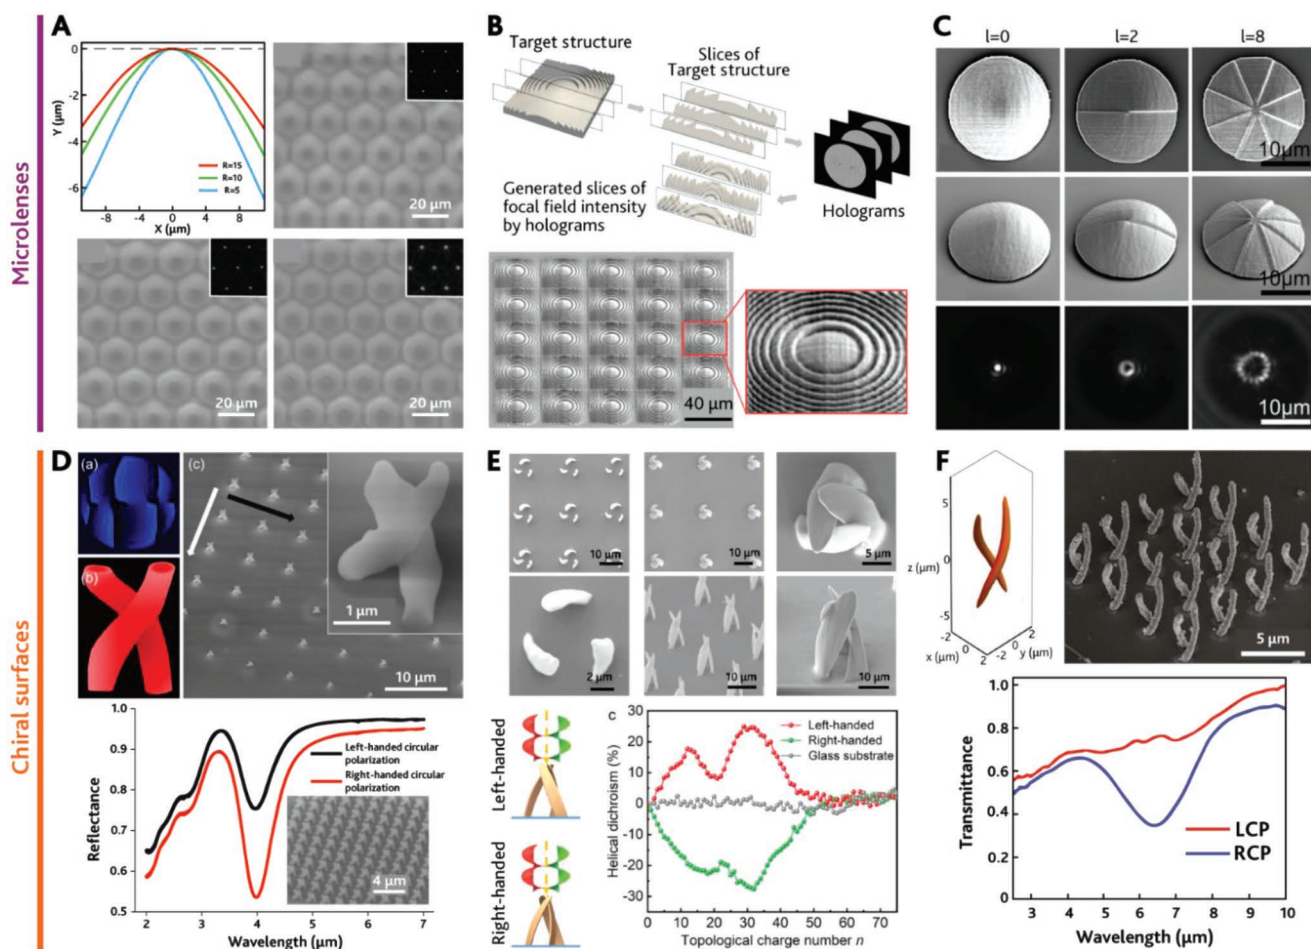 Microlenses
A
0
-2
-4
-6
Y (μm)
R=15
R=10
R=5
-8
-4
0
4
8
X (μm)
20 μm
20 μm
20 μm
B
Target structure
Slices of
Target structure
Generated slices of
focal field intensity
by holograms
Holograms
40 μm
C
l=0
l=2
l=8
10μm
10μm
10μm
Chiral surfaces
D
(a)
(b)
(c)
1 μm
10 μm
1.0
0.9
0.8
0.7
0.6
0.5
Reflectance
Left-handed circular
polarization
Right-handed circular
polarization
4 μm
2
3
4
5
6
7
Wavelength (μm)
E
10 μm
10 μm
5 μm
2 μm
10 μm
10 μm
Left-handed
Right-handed
c
30
20
10
0
-10
-20
-30
Helical dichroism (%)
Left-handed
Right-handed
Glass substrate
0 10 20 30 40 50 60 70
Topological charge number n
F
5
0
-5
z (μm)
-2
0
2
x (μm)
-2
0
2
y (μm)
5 μm
1.0
0.8
0.6
0.4
0.2
0.0
Transmittance
LCP
RCP
3 4 5 6 7 8 9 10
Wavelength (μm)